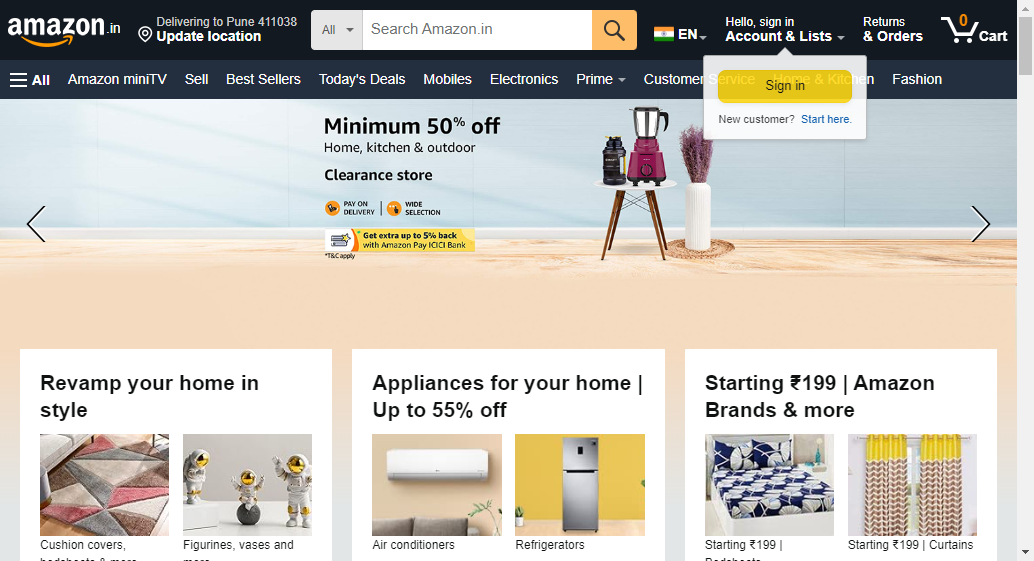 amazon.in
Delivering to Pune 411038
Update location
All
Search Amazon.in
EN
Hello, sign in
Account & Lists
Returns
& Orders
0
Cart
All
Amazon miniTV
Sell
Best Sellers
Today's Deals
Mobiles
Electronics
Prime
Customer Service
Home & Kitchen
Fashion
Sign in
New customer? Start here.
Minimum 50% off
Home, kitchen & outdoor
Clearance store
PAY ON
DELIVERY
WIDE
SELECTION
Get extra up to 5% back
with Amazon Pay ICICI Bank
*T&C apply
Revamp your home in
style
Cushion covers,
bedsheets & more
Figurines, vases and
more
Appliances for your home |
Up to 55% off
Air conditioners
Refrigerators
Starting ₹199 | Amazon
Brands & more
Starting ₹199 |
Bedsheets
Starting ₹199 | Curtains